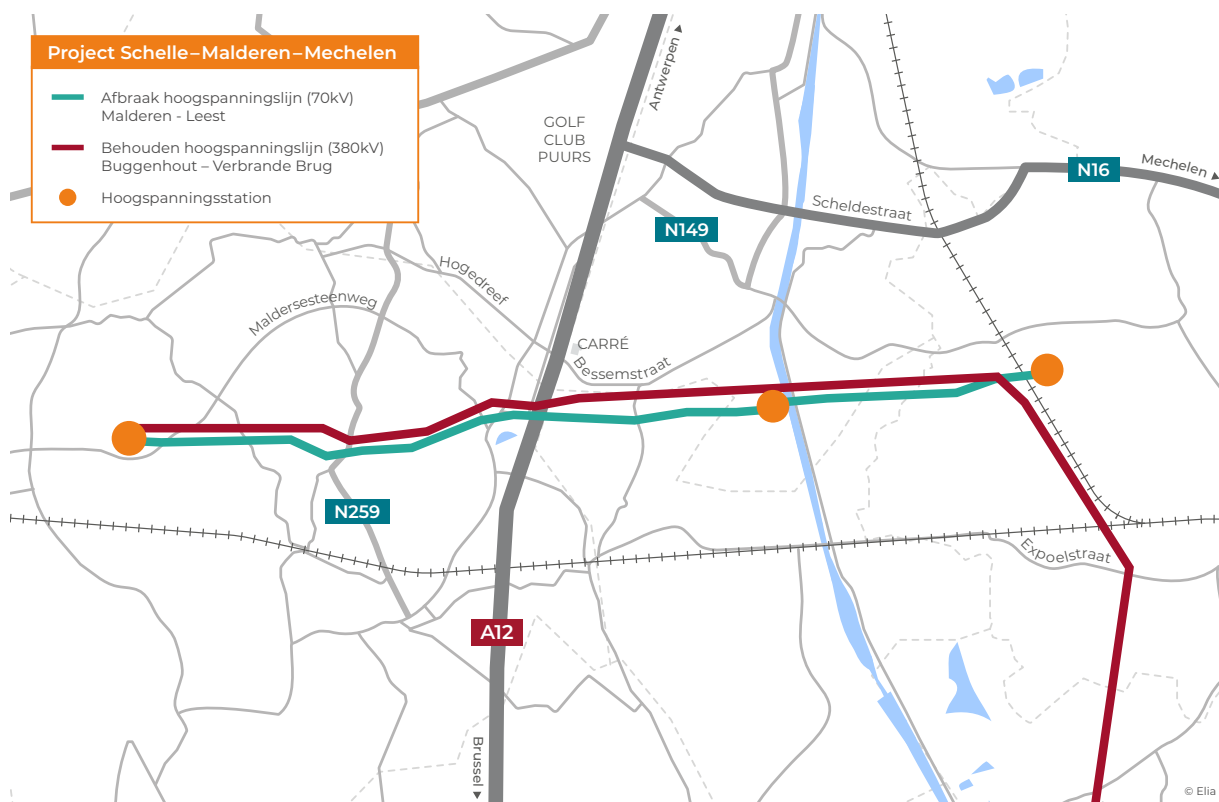 Project Schelle–Malderen–Mechelen
Afbraak hoogspanningslijn (70kV)
Malderen - Leest
Behouden hoogspanningslijn (380kV)
Buggenhout – Verbrande Brug
Hoogspanningsstation
Antwerpen
GOLF
CLUB
PUURS
N16
Mechelen
Scheldestraat
N149
Hogedreef
Maldersesteenweg
CARRÉ
Bessemstraat
N259
Expoelstraat
A12
Brussel
© Elia